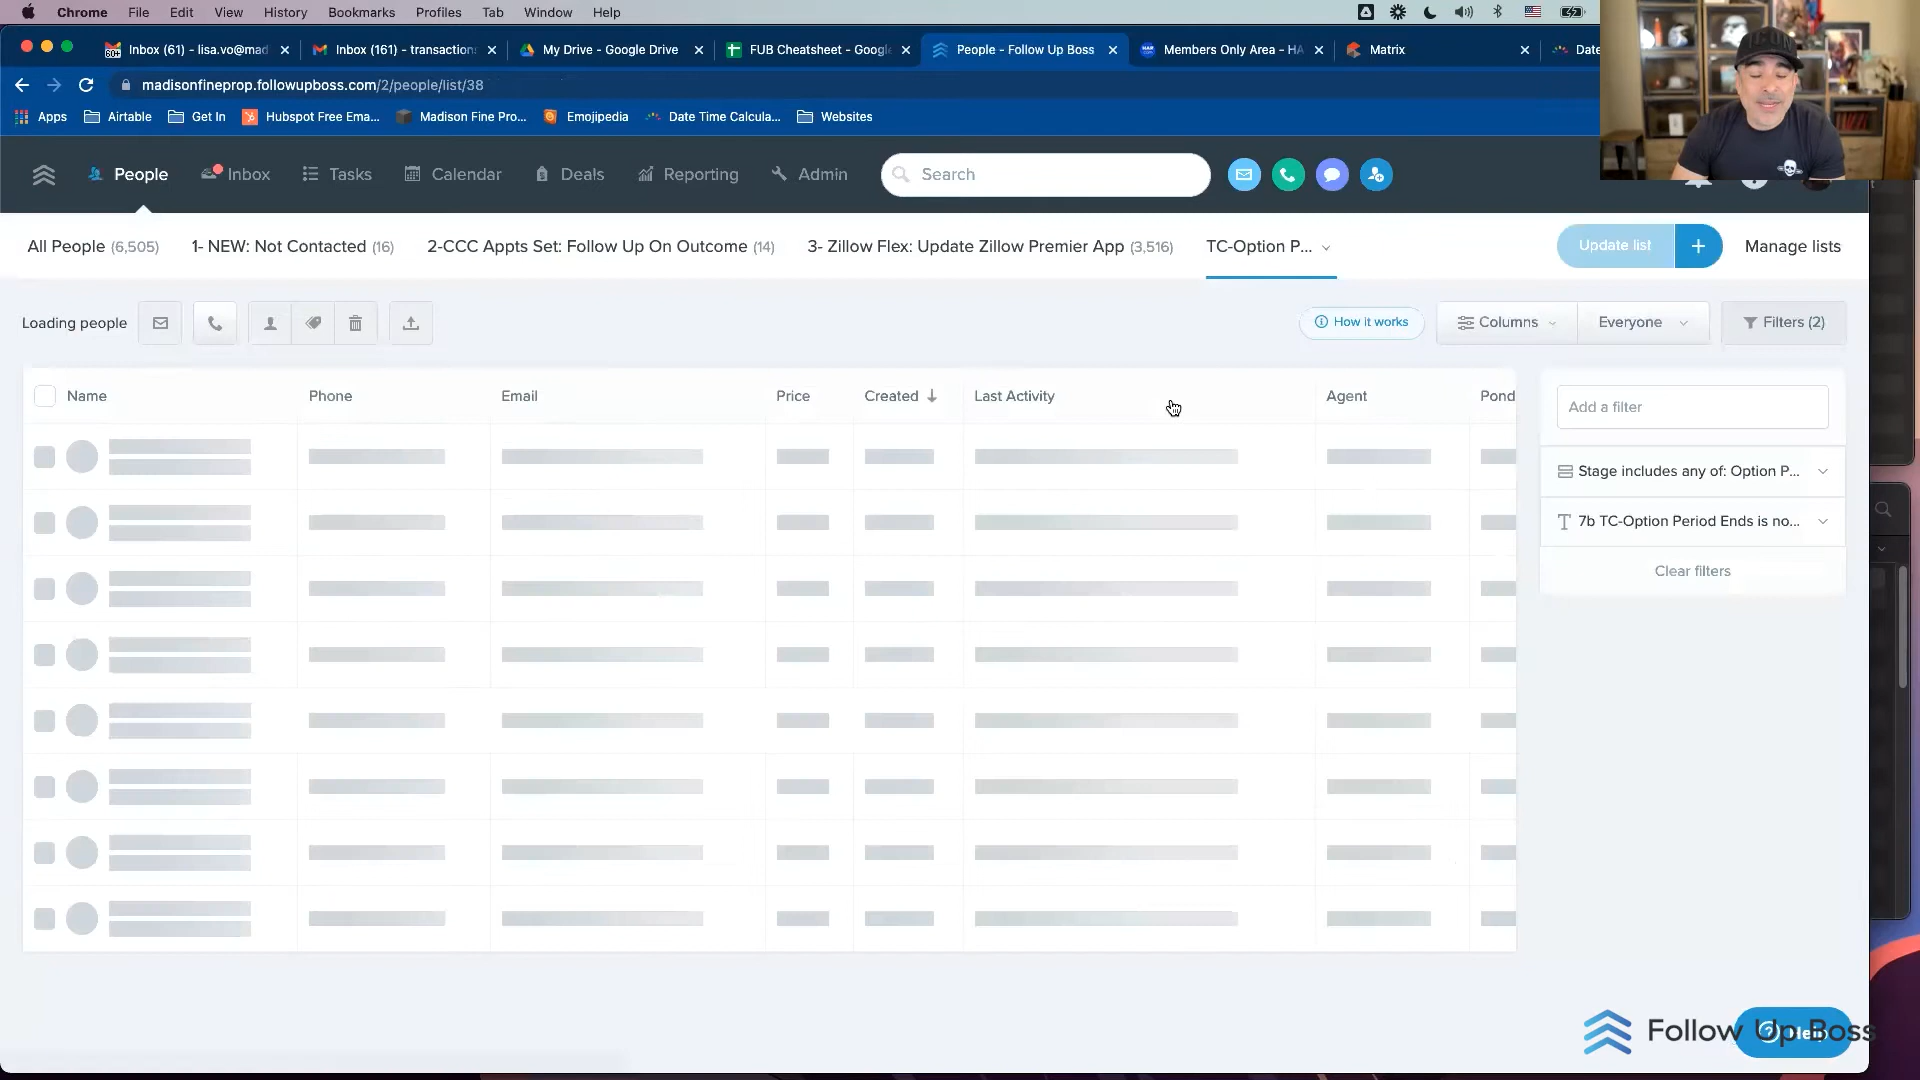 Chrome File Edit View History Bookmarks Profiles Tab Window Help
Inbox (61) - lisa.vo@mad
Inbox (161) - transaction
My Drive - Google Drive
FUB Cheatsheet - Google
People - Follow Up Boss
Members Only Area - HA
Matrix
Date
madisonfineprop.followupboss.com/2/people/list/38
Apps Airtable Get In Hubspot Free Ema... Madison Fine Pro... Emojipedia Date Time Calcula... Websites
People Inbox Tasks Calendar Deals Reporting Admin Search
All People (6,505) 1- NEW: Not Contacted (16) 2-CCC Appts Set: Follow Up On Outcome (14) 3- Zillow Flex: Update Zillow Premier App (3,516) TC-Option P... Update list + Manage lists
Loading people How it works Columns Everyone Filters (2)
Name Phone Email Price Created Last Activity Agent Pond
Add a filter
Stage includes any of: Option P...
7b TC-Option Period Ends is no...
Clear filters
Follow Up Boss